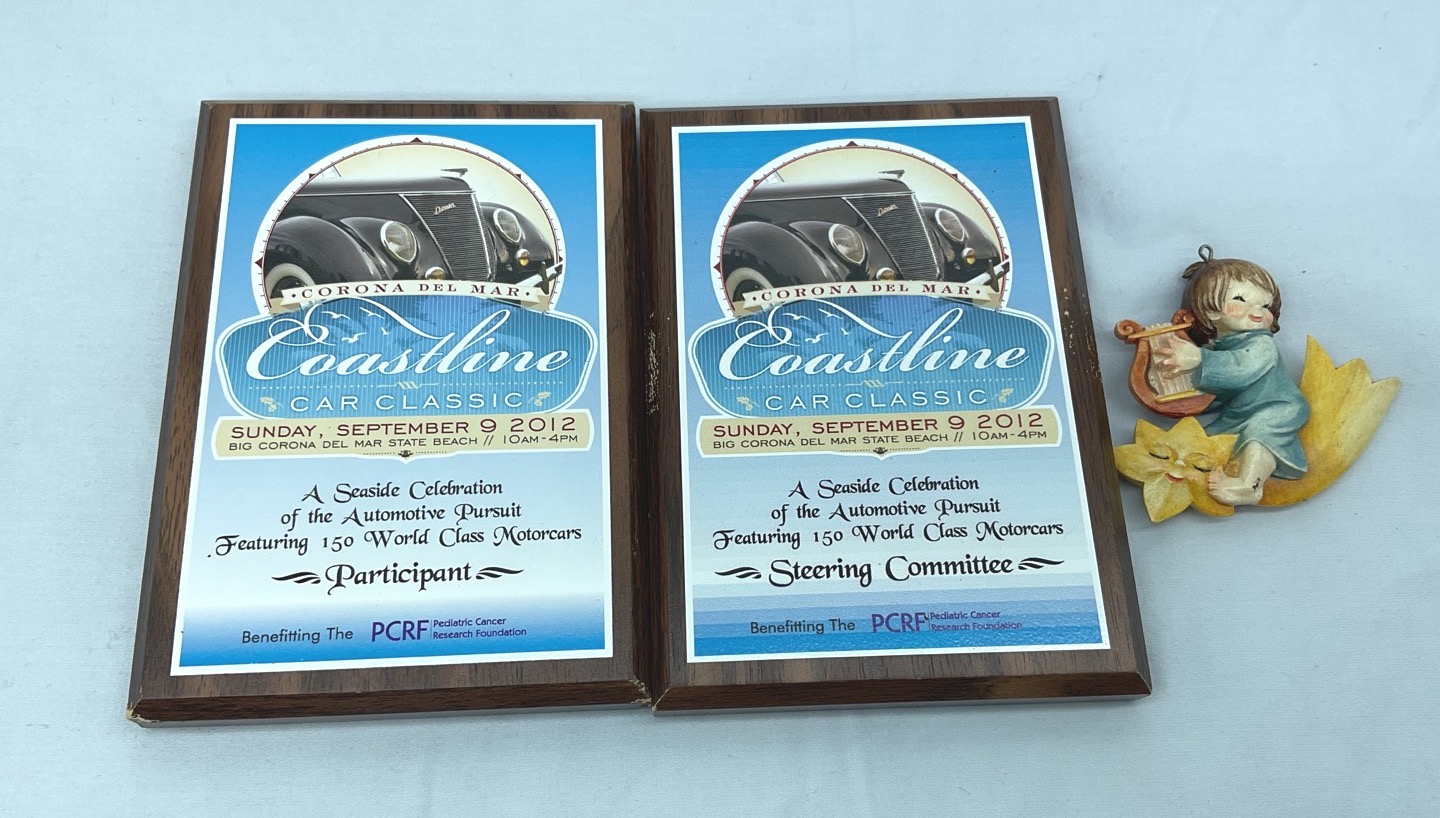 ·CORONA DEL MAR·
Coastline
CAR CLASSIC
SUNDAY, SEPTEMBER 9 2012
BIG CORONA DEL MAR STATE BEACH // 10AM-4PM
A Seaside Celebration
of the Automotive Pursuit
Featuring 150 World Class Motorcars
Participant
Benefitting The PCRF Pediatric Cancer
Research Foundation
·CORONA DEL MAR·
Coastline
CAR CLASSIC
SUNDAY, SEPTEMBER 9 2012
BIG CORONA DEL MAR STATE BEACH // 10AM-4PM
A Seaside Celebration
of the Automotive Pursuit
Featuring 150 World Class Motorcars
Steering Committee
Benefitting The PCRF Pediatric Cancer
Research Foundation